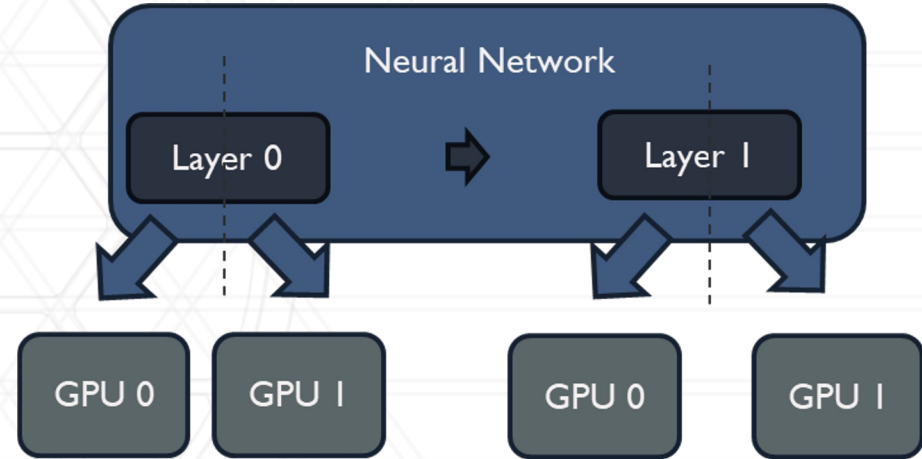 Neural Network
Layer 0
Layer 1
GPU 0
GPU 1
GPU 0
GPU 1